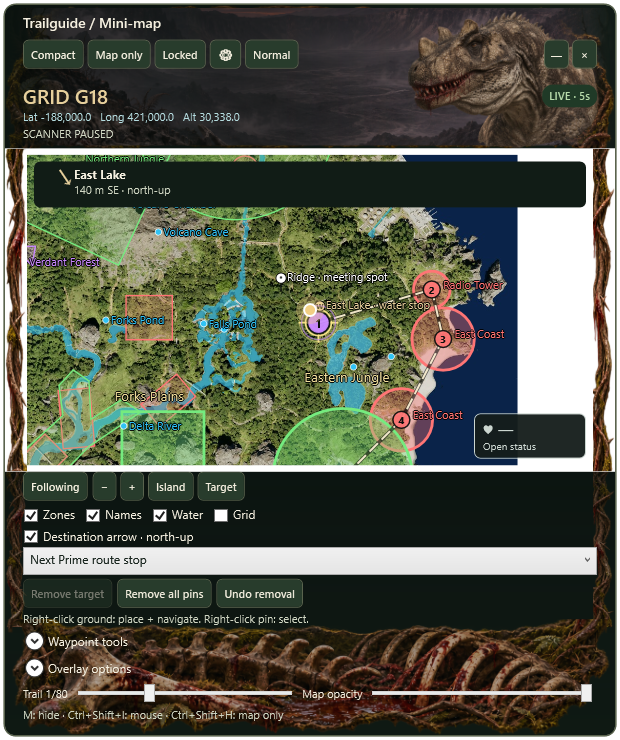 Trailguide / Mini-map
Compact Map only Locked Normal — ×
GRID G18
LIVE · 5s
Lat -188,000.0 Long 421,000.0 Alt 30,338.0
SCANNER PAUSED
Northern Jungle
East Lake
140 m SE · north-up
Volcano Cave
Verdant Forest
Ridge · meeting spot
2 Radio Tower
East Lake · water stop
Forks Pond
Falls Pond
1
3 East Coast
Eastern Jungle
Forks Plains
4 East Coast
Delta River
—
Open status
Following − + Island Target
Zones Names Water Grid
Destination arrow · north-up
Next Prime route stop
Remove target Remove all pins Undo removal
Right-click ground: place + navigate. Right-click pin: select.
Waypoint tools
Overlay options
Trail 1/80 Map opacity
M: hide · Ctrl+Shift+I: mouse · Ctrl+Shift+H: map only